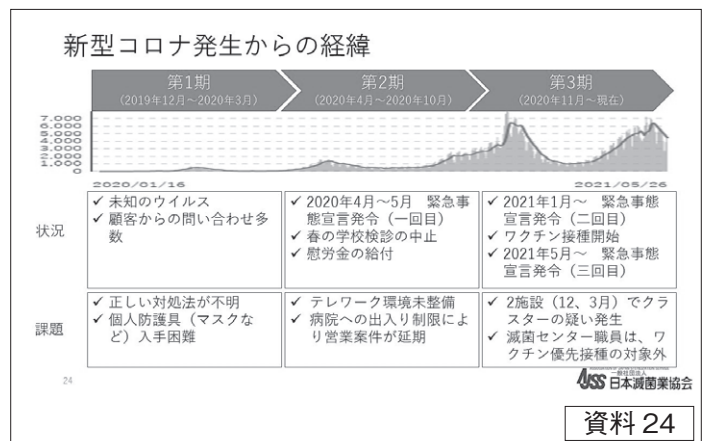 新型コロナ発生からの経緯
第1期
(2019年12月～2020年3月)
第2期
(2020年4月～2020年10月)
第3期
(2020年11月～現在)
7,000
6,000
5,000
4,000
3,000
2,000
1,000
0
2020/01/16
2021/05/26
状況
✓ 未知のウイルス
✓ 顧客からの問い合わせ多
数
✓ 2020年4月～5月　緊急事
態宣言発令（一回目）
✓ 春の学校検診の中止
✓ 慰労金の給付
✓ 2021年1月～　緊急事態
宣言発令（二回目）
✓ ワクチン接種開始
✓ 2021年5月～　緊急事態
宣言発令（三回目）
課題
✓ 正しい対処法が不明
✓ 個人防護具（マスクな
ど）入手困難
✓ テレワーク環境未整備
✓ 病院への出入り制限によ
り営業案件が延期
✓ 2施設（12、3月）でクラ
スターの疑い発生
✓ 滅菌センター職員は、ワ
クチン優先接種の対象外
24
一般社団法人
日本滅菌業協会
資料 24